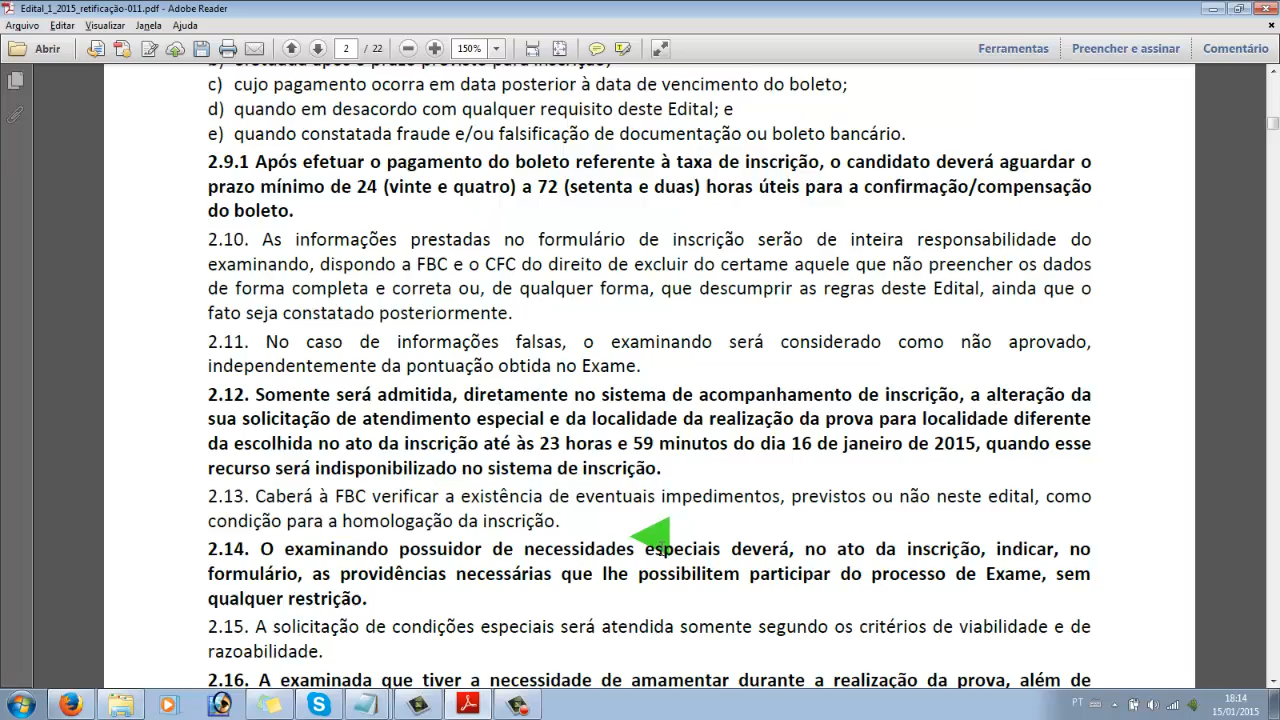 Edital_1_2015_retificação-011.pdf - Adobe Reader
Arquivo Editar Visualizar Janela Ajuda
Abrir 2 / 22 150% Ferramentas Preencher e assinar Comentário
c) cujo pagamento ocorra em data posterior à data de vencimento do boleto;
d) quando em desacordo com qualquer requisito deste Edital; e
e) quando constatada fraude e/ou falsificação de documentação ou boleto bancário.
2.9.1 Após efetuar o pagamento do boleto referente à taxa de inscrição, o candidato deverá aguardar o
prazo mínimo de 24 (vinte e quatro) a 72 (setenta e duas) horas úteis para a confirmação/compensação
do boleto.
2.10. As informações prestadas no formulário de inscrição serão de inteira responsabilidade do
examinando, dispondo a FBC e o CFC do direito de excluir do certame aquele que não preencher os dados
de forma completa e correta ou, de qualquer forma, que descumprir as regras deste Edital, ainda que o
fato seja constatado posteriormente.
2.11. No caso de informações falsas, o examinando será considerado como não aprovado,
independentemente da pontuação obtida no Exame.
2.12. Somente será admitida, diretamente no sistema de acompanhamento de inscrição, a alteração da
sua solicitação de atendimento especial e da localidade da realização da prova para localidade diferente
da escolhida no ato da inscrição até às 23 horas e 59 minutos do dia 16 de janeiro de 2015, quando esse
recurso será indisponibilizado no sistema de inscrição.
2.13. Caberá à FBC verificar a existência de eventuais impedimentos, previstos ou não neste edital, como
condição para a homologação da inscrição.
2.14. O examinando possuidor de necessidades especiais deverá, no ato da inscrição, indicar, no
formulário, as providências necessárias que lhe possibilitem participar do processo de Exame, sem
qualquer restrição.
2.15. A solicitação de condições especiais será atendida somente segundo os critérios de viabilidade e de
razoabilidade.
2.16. A examinada que tiver a necessidade de amamentar durante a realização da prova, além de
PT 18:14
15/01/2015